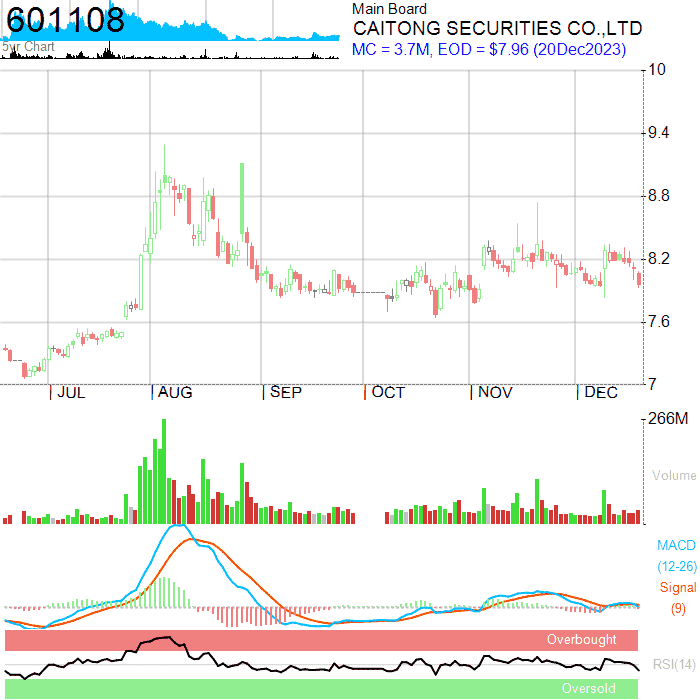 601108
5yr Chart
Main Board
CAITONG SECURITIES CO.,LTD
MC = 3.7M, EOD = $7.96 (20Dec2023)
10
9.4
8.8
8.2
7.6
7
JUL AUG SEP OCT NOV DEC
266M
Volume
MACD
(12-26)
Signal
(9)
Overbought
RSI(14)
Oversold